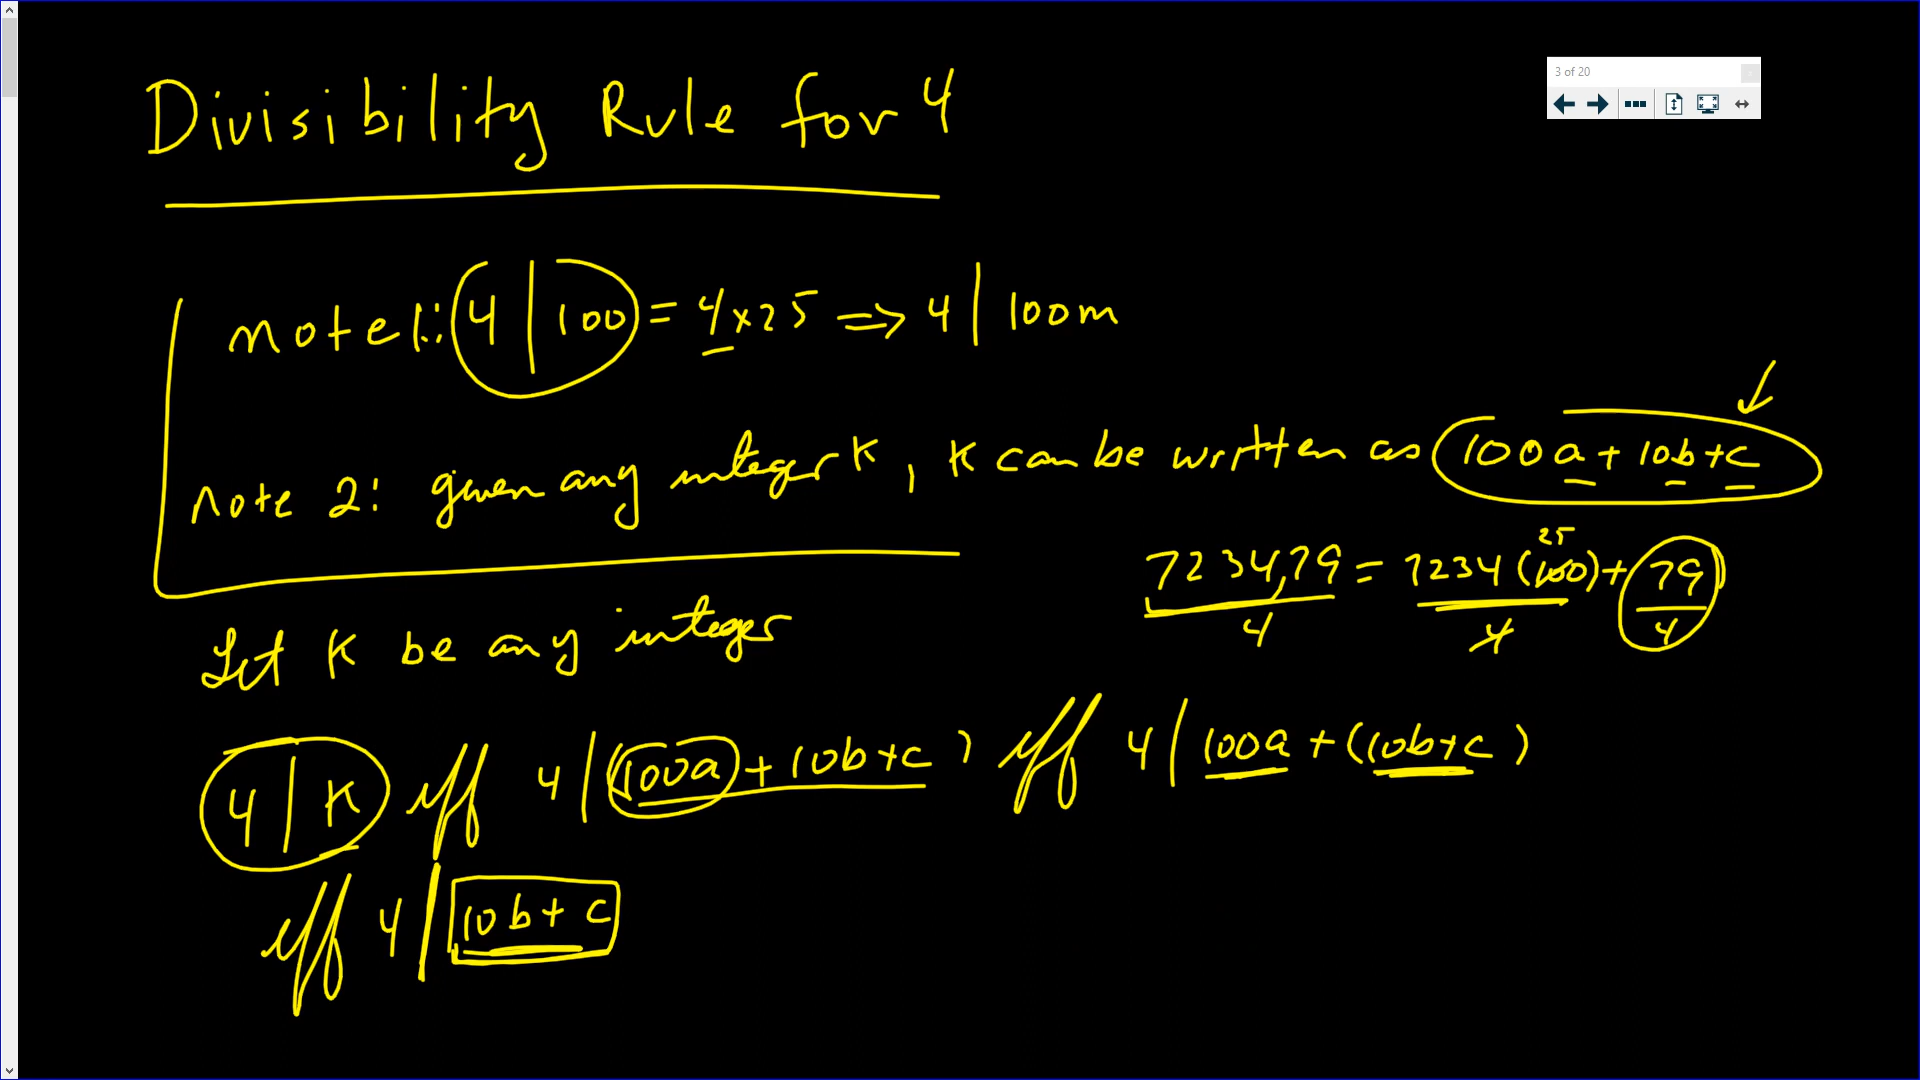 3 of 20
Divisibility Rule for 4
note 1: 4 | 100 = 4x25 => 4 | 100m
note 2: given any integer K, K can be written as 100a + 10b + c
25
7234,79 = 7234 (100) + 79
4 4 4
Let K be any integer
4 | K iff 4 | (100a + 10b + c) iff 4 | 100a + (10b + c)
iff 4 | 10b + c